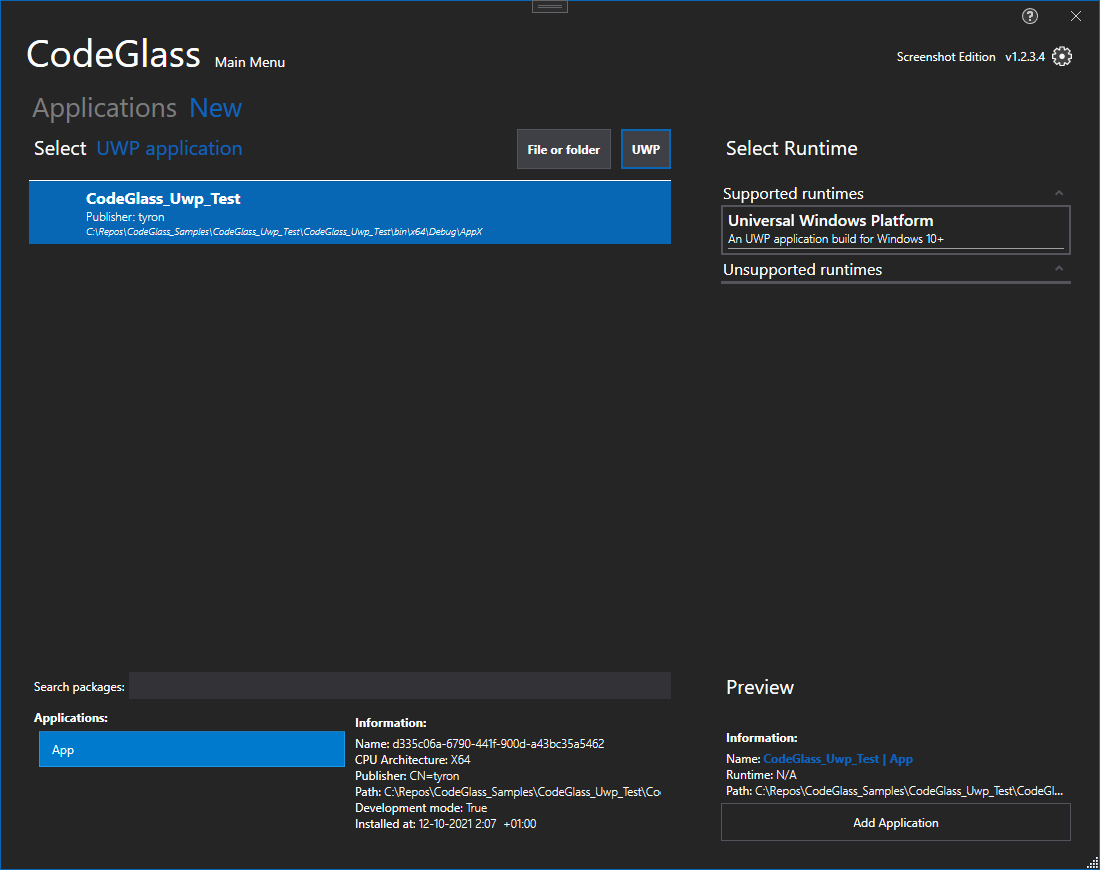 CodeGlass Main Menu
Screenshot Edition v1.2.3.4
Applications New
Select UWP application
File or folder
UWP
CodeGlass_Uwp_Test
Publisher: tyron
C:\Repos\CodeGlass_Samples\CodeGlass_Uwp_Test\CodeGlass_Uwp_Test\bin\x64\Debug\AppX
Select Runtime
Supported runtimes
Universal Windows Platform
An UWP application build for Windows 10+
Unsupported runtimes
Search packages:
Applications:
App
Information:
Name: d335c06a-6790-441f-900d-a43bc35a5462
CPU Architecture: X64
Publisher: CN=tyron
Path: C:\Repos\CodeGlass_Samples\CodeGlass_Uwp_Test\Co
Development mode: True
Installed at: 12-10-2021 2:07 +01:00
Preview
Information:
Name: CodeGlass_Uwp_Test | App
Runtime: N/A
Path: C:\Repos\CodeGlass_Samples\CodeGlass_Uwp_Test\CodeGl...
Add Application